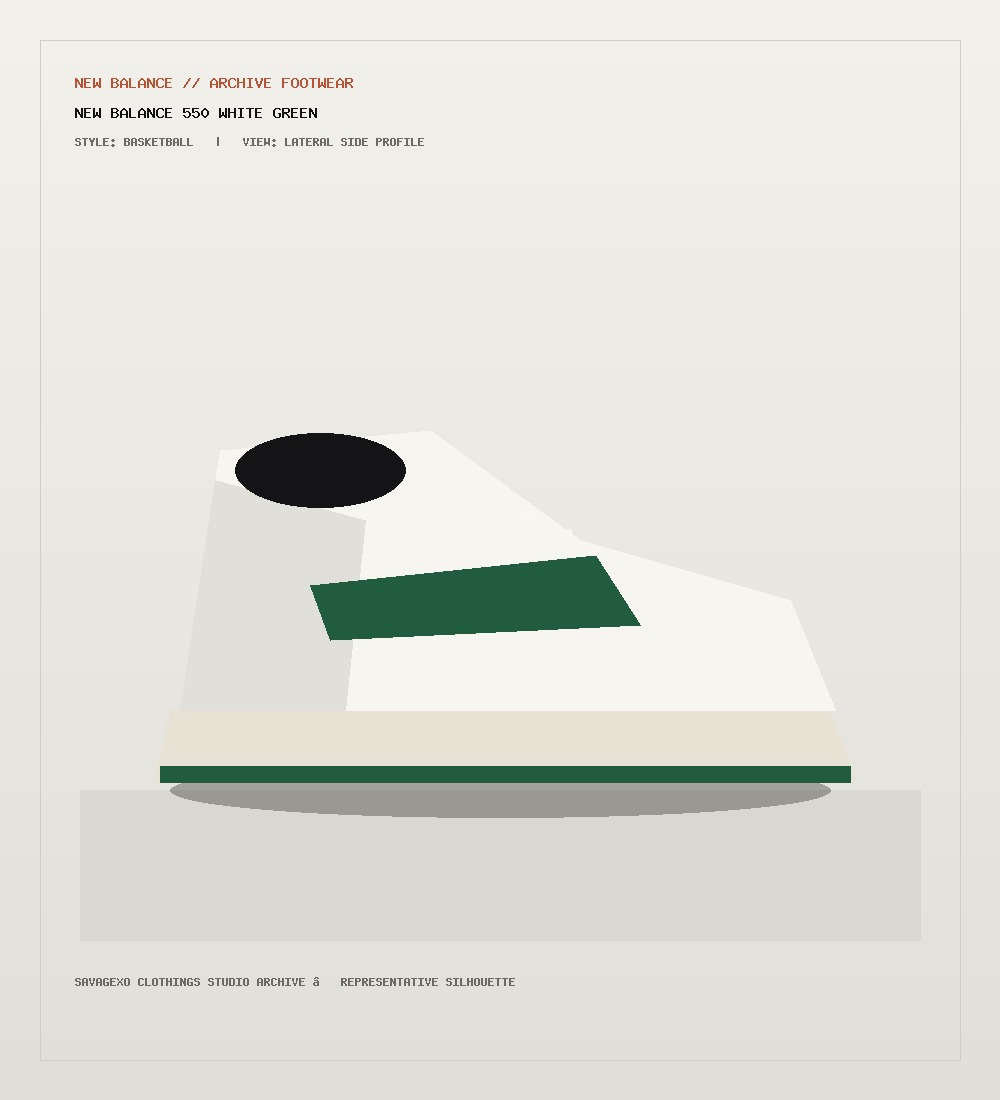 NEW BALANCE // ARCHIVE FOOTWEAR
NEW BALANCE 550 WHITE GREEN
STYLE: BASKETBALL | VIEW: LATERAL SIDE PROFILE
SAVAGEXO CLOTHINGS STUDIO ARCHIVE â REPRESENTATIVE SILHOUETTE